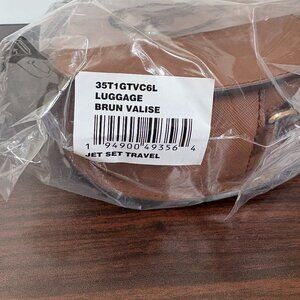 35T1GTVC6L
LUGGAGE
BRUN VALISE
1 94900 49356 4
JET SET TRAVEL